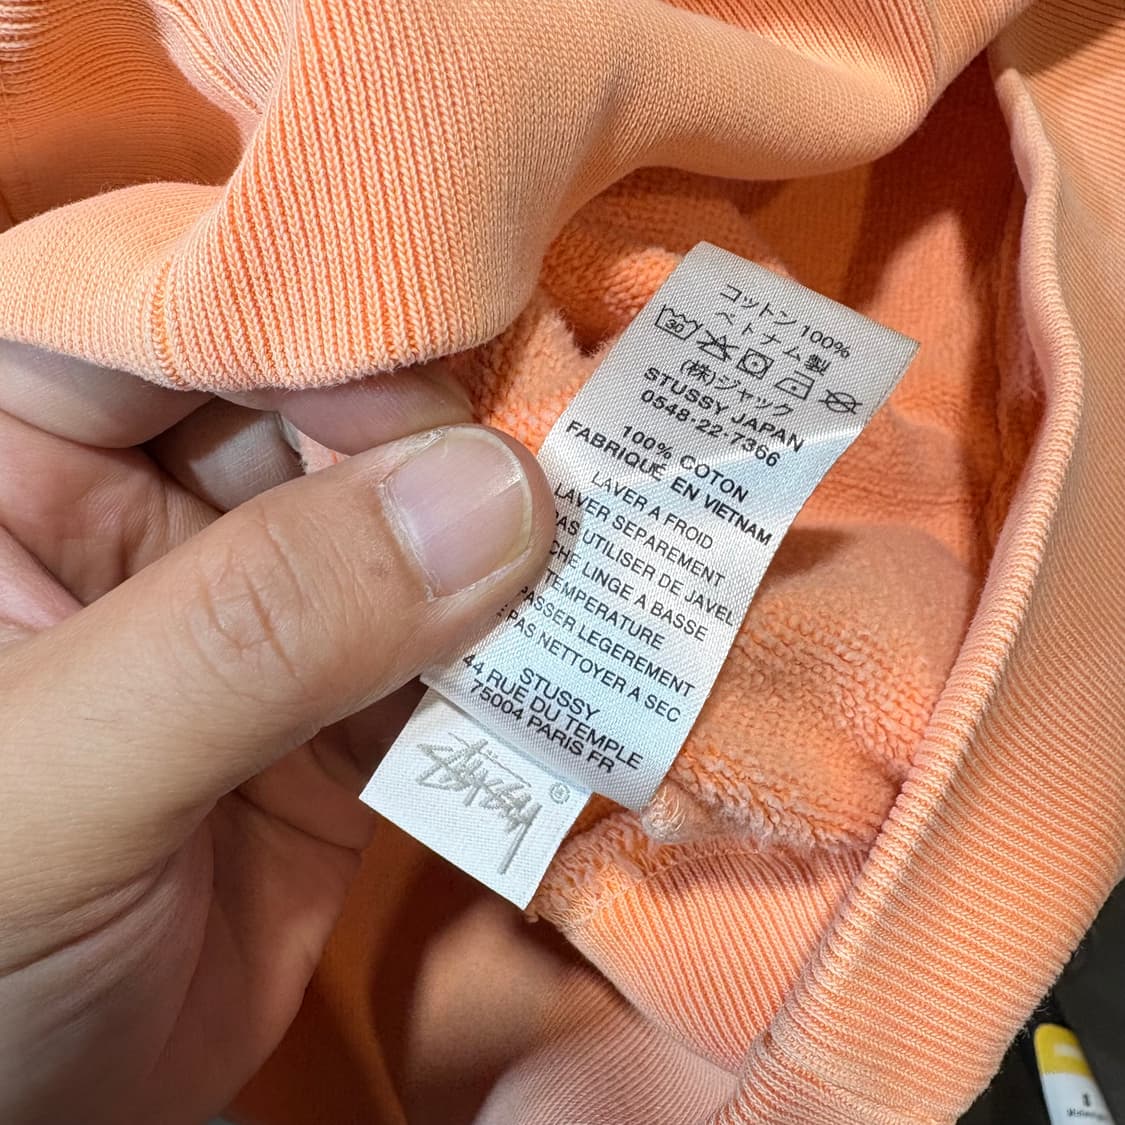 コットン 100%
ベトナム製
30
(株)ジャック
STUSSY JAPAN
0548-22-7366
100% COTON
FABRIQUÉ EN VIETNAM
LAVER A FROID
LAVER SEPAREMENT
PAS UTILISER DE JAVEL
CHE LINGE A BASSE
TEMPERATURE
PASSER LEGEREMENT
PAS NETTOYER A SEC
STUSSY
44 RUE DU TEMPLE
75004 PARIS FR
Stüssy ®